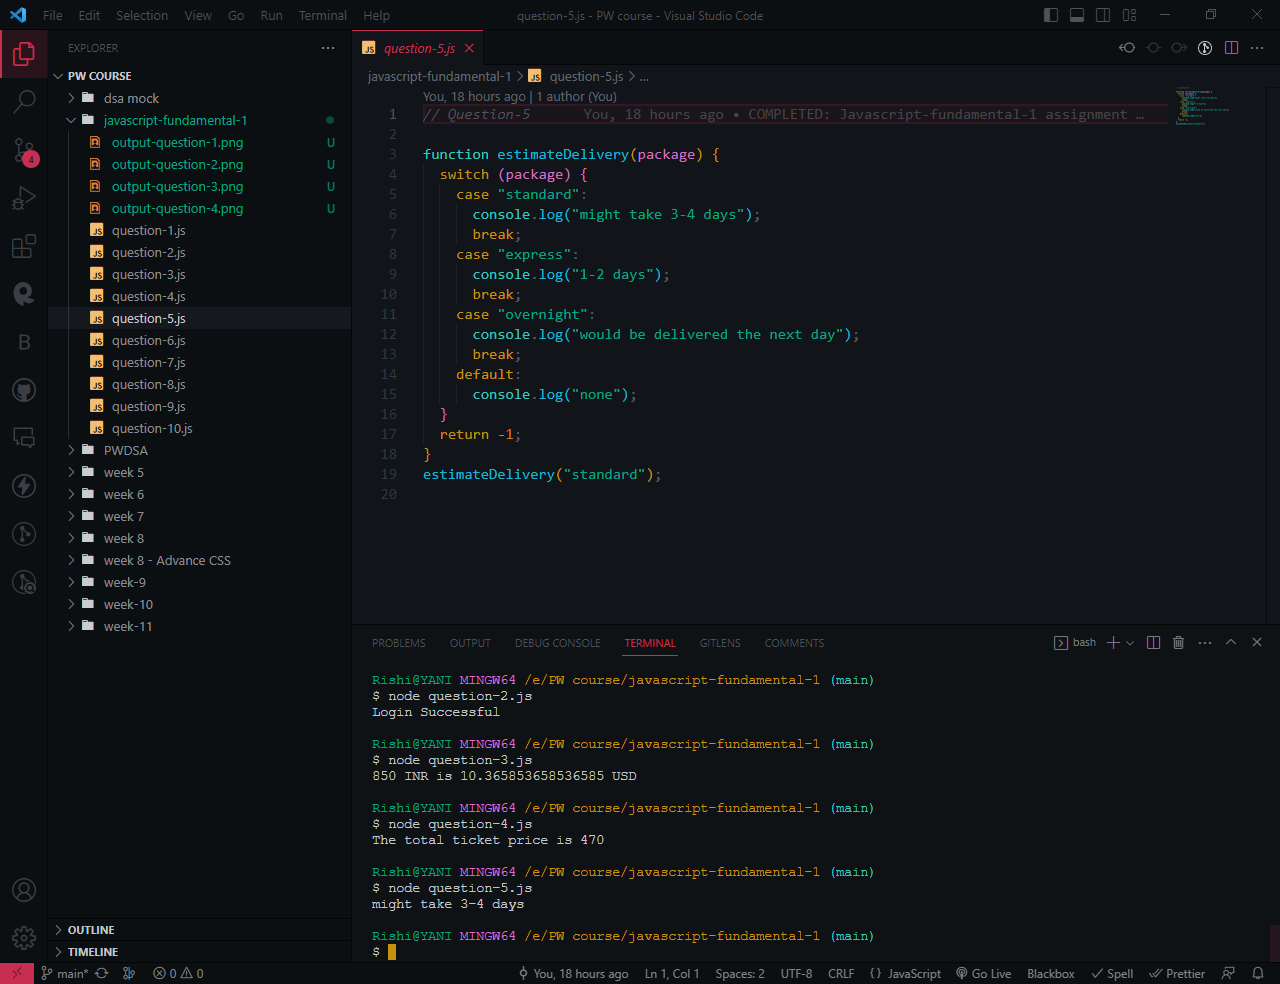 File Edit Selection View Go Run Terminal Help question-5.js - PW course - Visual Studio Code
EXPLORER
PW COURSE
dsa mock
javascript-fundamental-1
output-question-1.png U
output-question-2.png U
output-question-3.png U
output-question-4.png U
question-1.js
question-2.js
question-3.js
question-4.js
question-5.js
question-6.js
question-7.js
question-8.js
question-9.js
question-10.js
PWDSA
week 5
week 6
week 7
week 8
week 8 - Advance CSS
week-9
week-10
week-11
OUTLINE
TIMELINE
4
B
JS question-5.js
javascript-fundamental-1 > JS question-5.js > ...
You, 18 hours ago | 1 author (You)
1 // Question-5 You, 18 hours ago • COMPLETED: Javascript-fundamental-1 assignment …
2
3 function estimateDelivery(package) {
4 switch (package) {
5 case "standard":
6 console.log("might take 3-4 days");
7 break;
8 case "express":
9 console.log("1-2 days");
10 break;
11 case "overnight":
12 console.log("would be delivered the next day");
13 break;
14 default:
15 console.log("none");
16 }
17 return -1;
18 }
19 estimateDelivery("standard");
20
PROBLEMS OUTPUT DEBUG CONSOLE TERMINAL GITLENS COMMENTS bash
Rishi@YANI MINGW64 /e/PW course/javascript-fundamental-1 (main)
$ node question-2.js
Login Successful
Rishi@YANI MINGW64 /e/PW course/javascript-fundamental-1 (main)
$ node question-3.js
850 INR is 10.365853658536585 USD
Rishi@YANI MINGW64 /e/PW course/javascript-fundamental-1 (main)
$ node question-4.js
The total ticket price is 470
Rishi@YANI MINGW64 /e/PW course/javascript-fundamental-1 (main)
$ node question-5.js
might take 3-4 days
Rishi@YANI MINGW64 /e/PW course/javascript-fundamental-1 (main)
$
main* 0 0 You, 18 hours ago Ln 1, Col 1 Spaces: 2 UTF-8 CRLF {} JavaScript Go Live Blackbox Spell Prettier